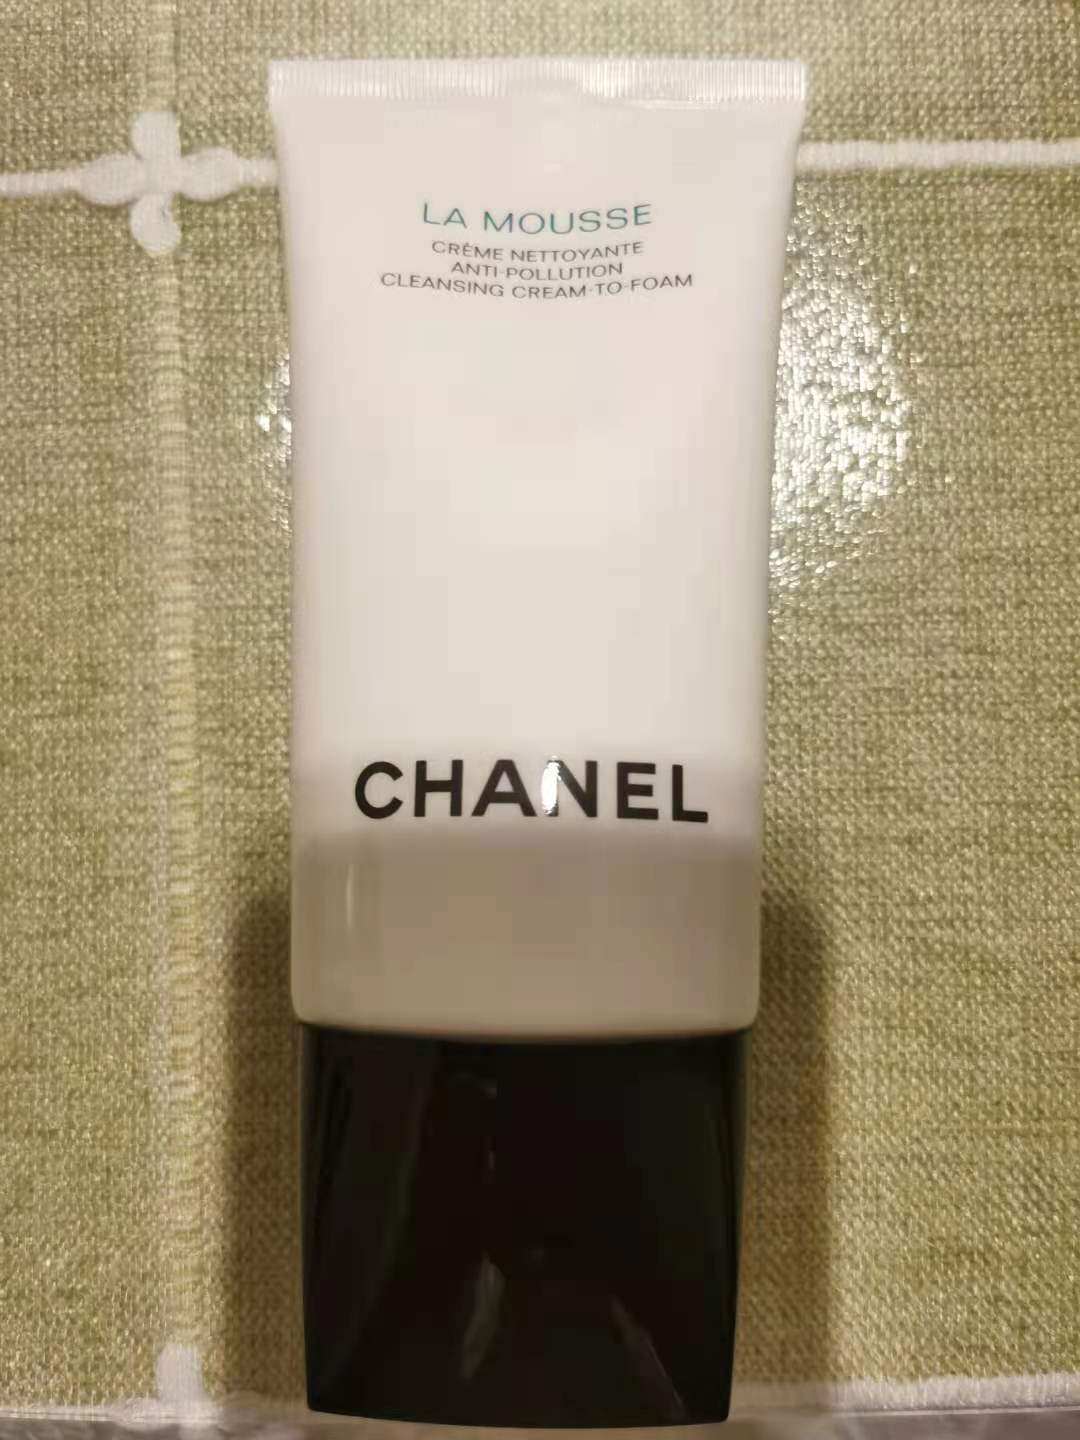 LA MOUSSE
CRÈME NETTOYANTE
ANTI-POLLUTION
CLEANSING CREAM-TO-FOAM
CHANEL